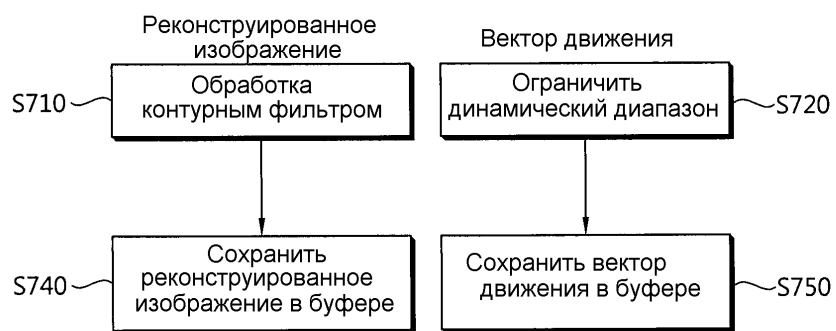 Реконструированное
изображение
Вектор движения
S710
Обработка
контурным фильтром
Ограничить
динамический диапазон
S720
S740
Сохранить
реконструированное
изображение в буфере
Сохранить вектор
движения в буфере
S750